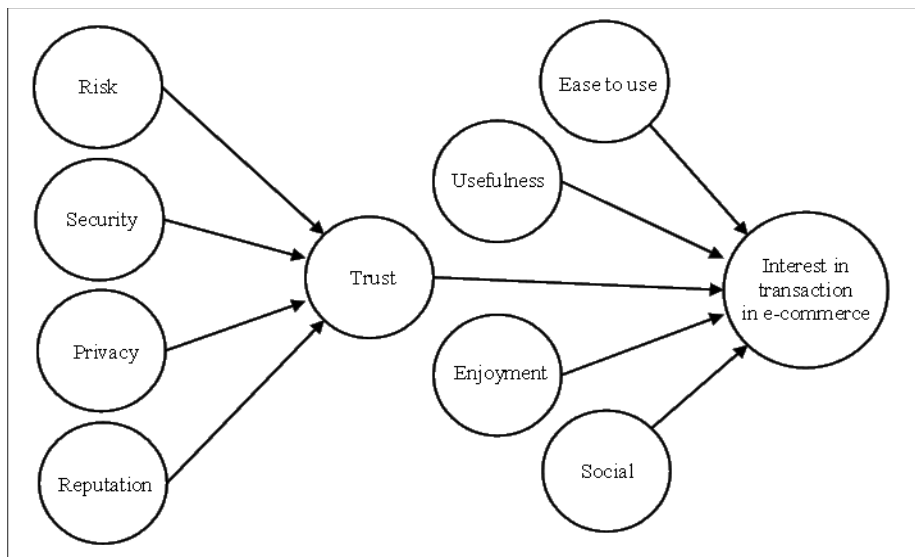 Risk
Security
Privacy
Reputation
Trust
Ease to use
Usefulness
Enjoyment
Social
Interest in
transaction
in e-commerce